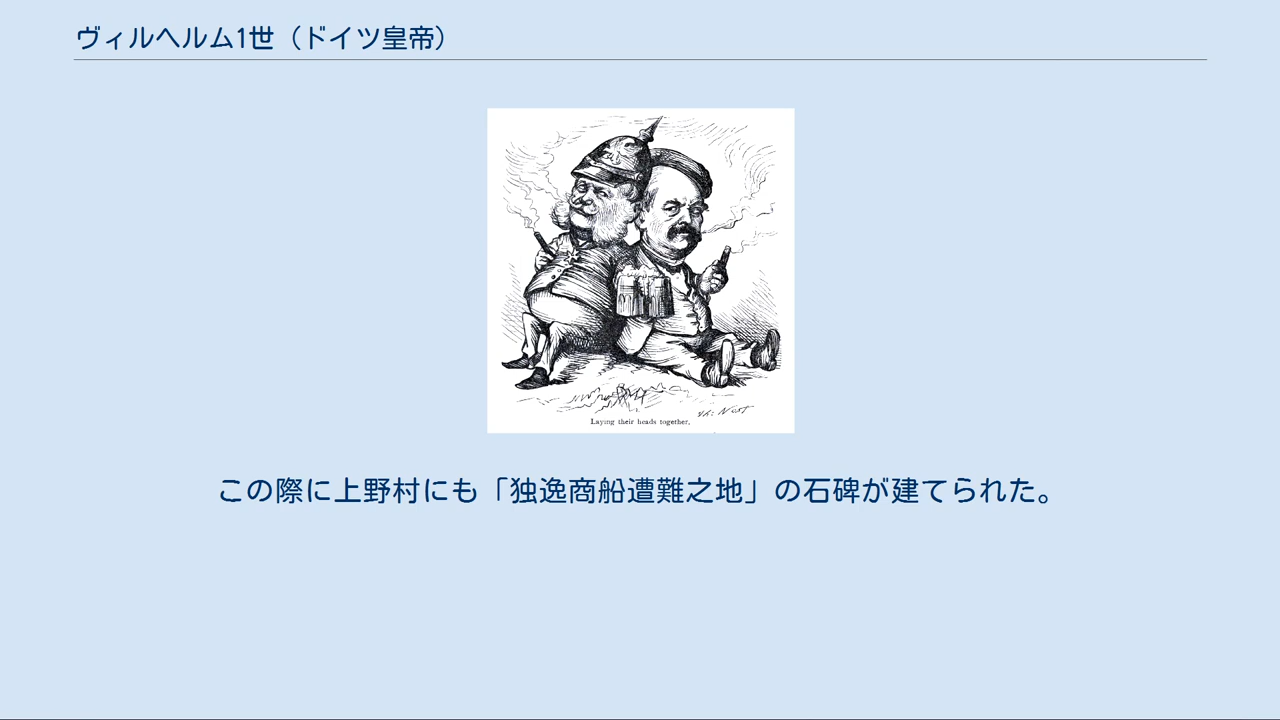 ヴィルヘルム1世（ドイツ皇帝）
Laying their heads together,
この際に上野村にも「独逸商船遭難之地」の石碑が建てられた。